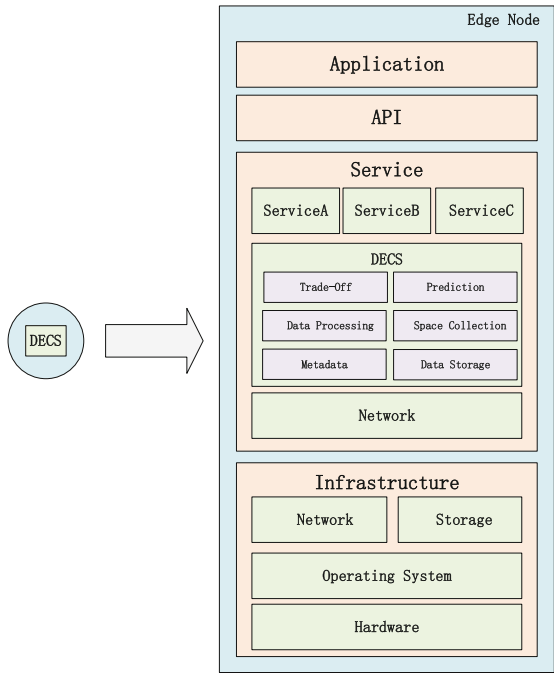 Edge Node
Application
API
Service
ServiceA ServiceB ServiceC
DECS
Trade-Off Prediction
Data Processing Space Collection
Metadata Data Storage
Network
DECS
Infrastructure
Network Storage
Operating System
Hardware